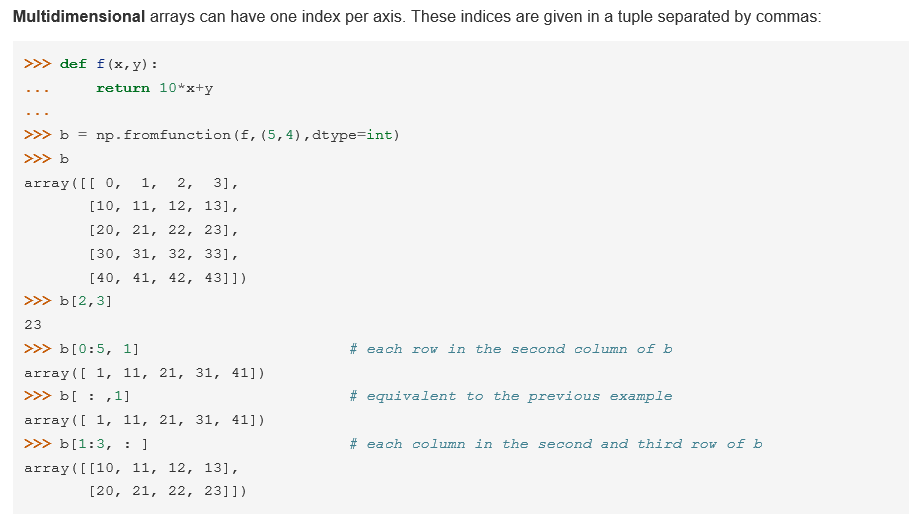 Multidimensional arrays can have one index per axis. These indices are given in a tuple separated by commas:
>>> def f(x,y):
...     return 10*x+y
...
>>> b = np.fromfunction(f,(5,4),dtype=int)
>>> b
array([[ 0,  1,  2,  3],
       [10, 11, 12, 13],
       [20, 21, 22, 23],
       [30, 31, 32, 33],
       [40, 41, 42, 43]])
>>> b[2,3]
23
>>> b[0:5, 1]                       # each row in the second column of b
array([ 1, 11, 21, 31, 41])
>>> b[ : ,1]                        # equivalent to the previous example
array([ 1, 11, 21, 31, 41])
>>> b[1:3, : ]                      # each column in the second and third row of b
array([[10, 11, 12, 13],
       [20, 21, 22, 23]])